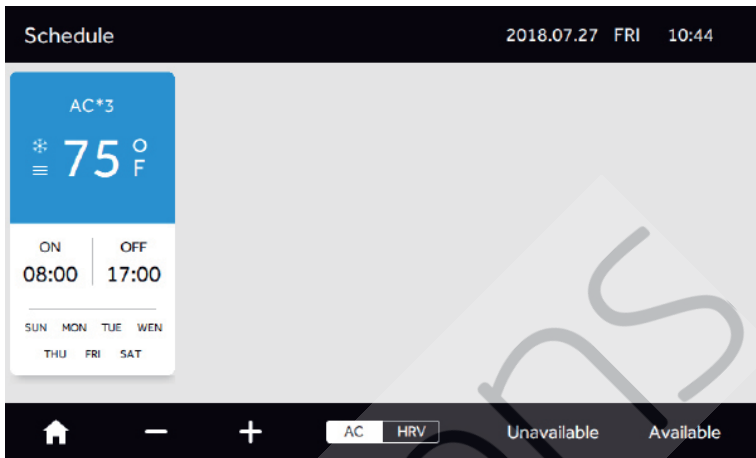 Schedule 2018.07.27 FRI 10:44
AC*3
75 °F
ON OFF
08:00 17:00
SUN MON TUE WEN
THU FRI SAT
AC HRV Unavailable Available
ons